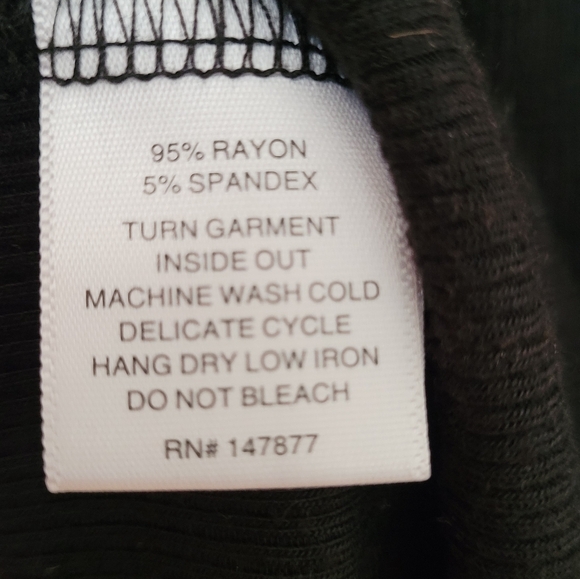 95% RAYON
5% SPANDEX
TURN GARMENT
INSIDE OUT
MACHINE WASH COLD
DELICATE CYCLE
HANG DRY LOW IRON
DO NOT BLEACH
RN# 147877